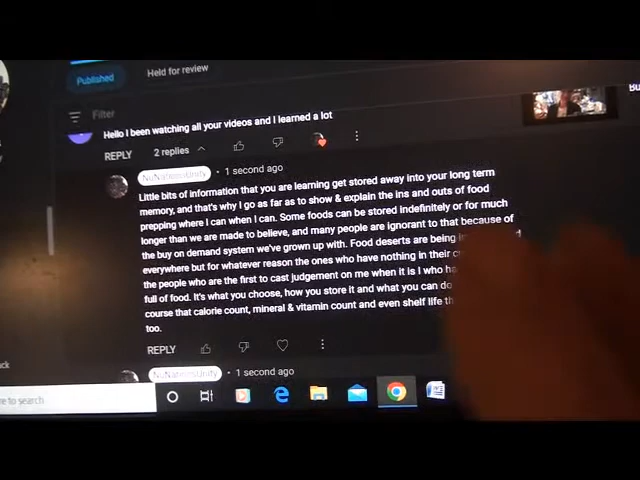 Bu
Published
Held for review
Filter
Hello I been watching all your videos and I learned a lot
REPLY
2 replies
NuNationsUnity · 1 second ago
Little bits of information that you are learning get stored away into your long term
memory, and that's why I go as far as to show & explain the ins and outs of food
prepping where I can when I can. Some foods can be stored indefinitely or for much
longer than we are made to believe, and many people are ignorant to that because of
the buy on demand system we've grown up with. Food deserts are being
everywhere but for whatever reason the ones who have nothing in their
the people who are the first to cast judgement on me when it is I who
full of food. It's what you choose, how you store it and what you can do
course that calorie count, mineral & vitamin count and even shelf life
too.
REPLY
NuNationsUnity · 1 second ago
re to search